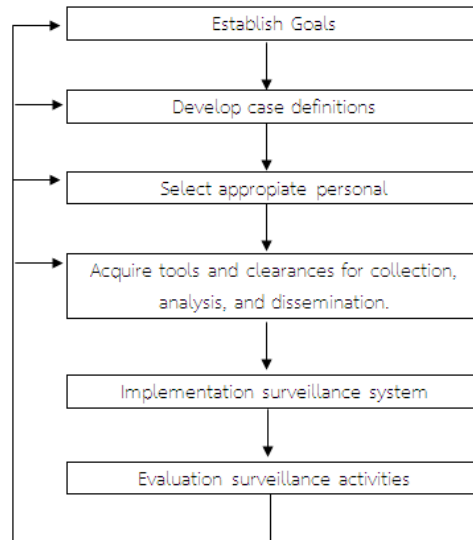 Establish Goals
Develop case definitions
Select appropiate personal
Acquire tools and clearances for collection,
analysis, and dissemination.
Implementation surveillance system
Evaluation surveillance activities